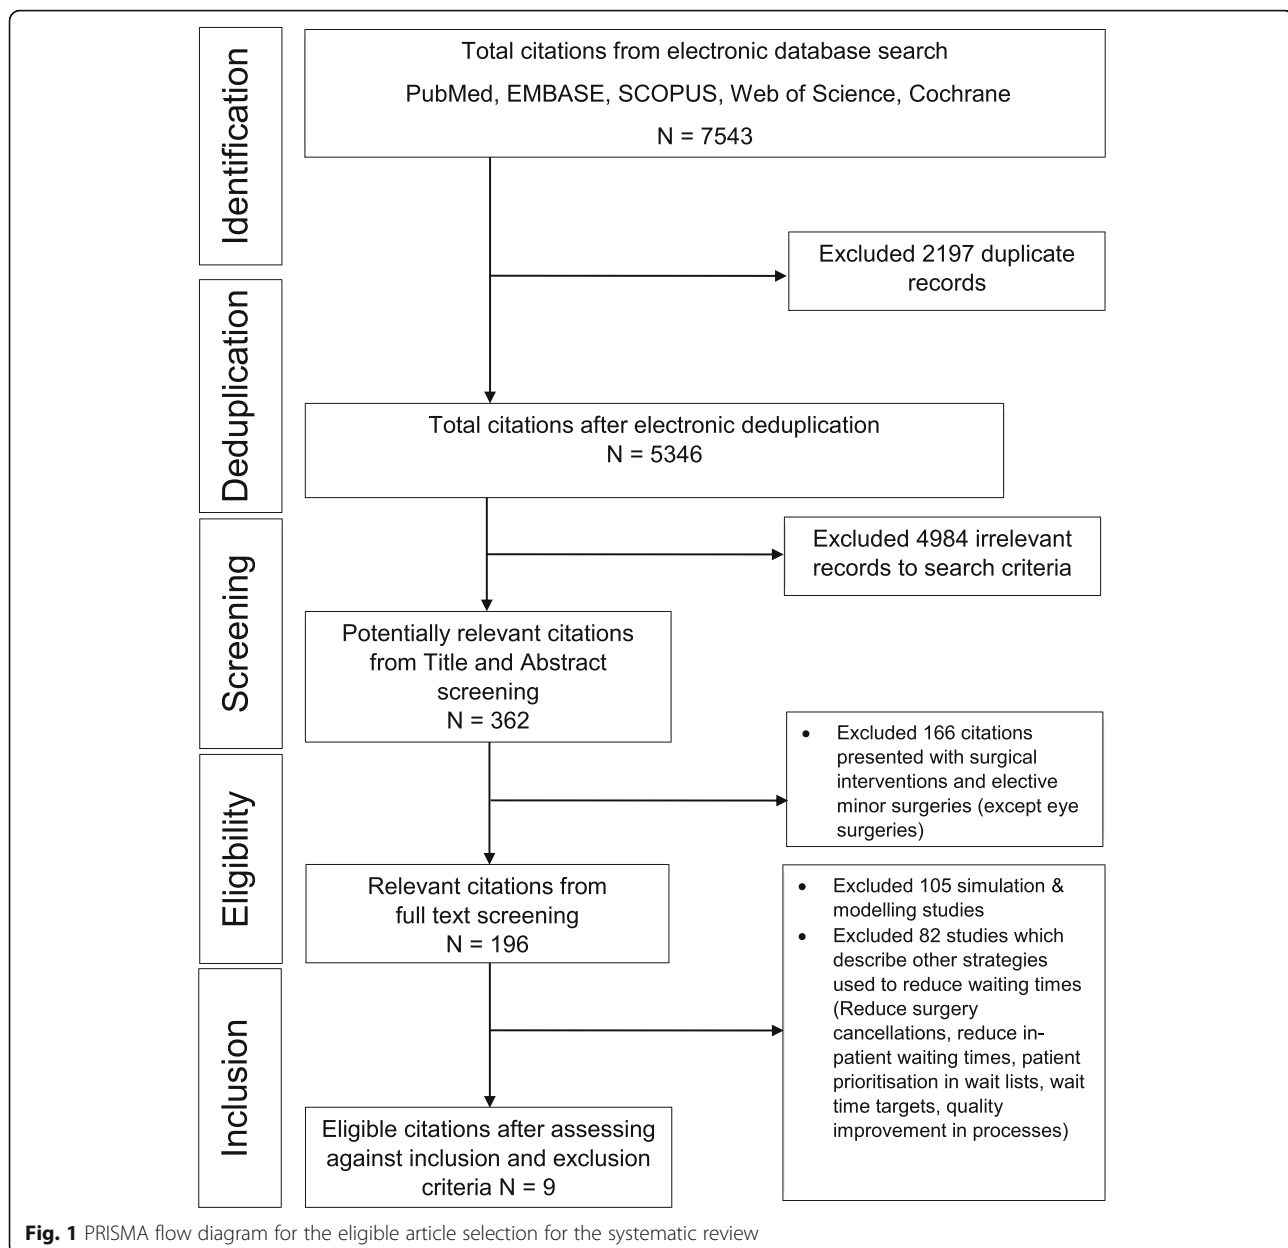 Identification
Total citations from electronic database search
PubMed, EMBASE, SCOPUS, Web of Science, Cochrane
N = 7543
Excluded 2197 duplicate
records
Deduplication
Total citations after electronic deduplication
N = 5346
Screening
Excluded 4984 irrelevant
records to search criteria
Potentially relevant citations
from Title and Abstract
screening
N = 362
Eligibility
• Excluded 166 citations
presented with surgical
interventions and elective
minor surgeries (except eye
surgeries)
Relevant citations from
full text screening
N = 196
Inclusion
• Excluded 105 simulation &
modelling studies
• Excluded 82 studies which
describe other strategies
used to reduce waiting times
(Reduce surgery
cancellations, reduce in-
patient waiting times, patient
prioritisation in wait lists, wait
time targets, quality
improvement in processes)
Eligible citations after assessing
against inclusion and exclusion
criteria N = 9
Fig. 1 PRISMA flow diagram for the eligible article selection for the systematic review